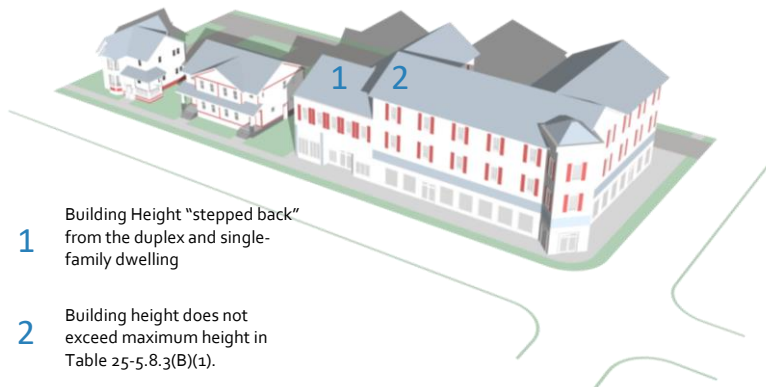 1 2
1 Building Height “stepped back”
from the duplex and single-
family dwelling
2 Building height does not
exceed maximum height in
Table 25-5.8.3(B)(1).